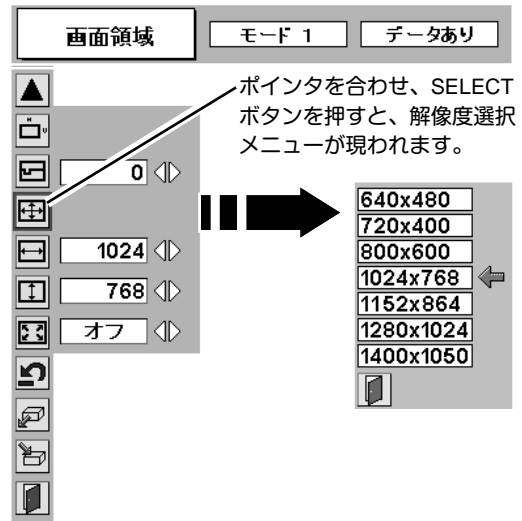 画面領域
モード 1
データあり
ポインタを合わせ、SELECT
ボタンを押すと、解像度選択
メニューが現われます。
H
V
0
1024
768
オフ
640x480
720x400
800x600
1024x768
1152x864
1280x1024
1400x1050